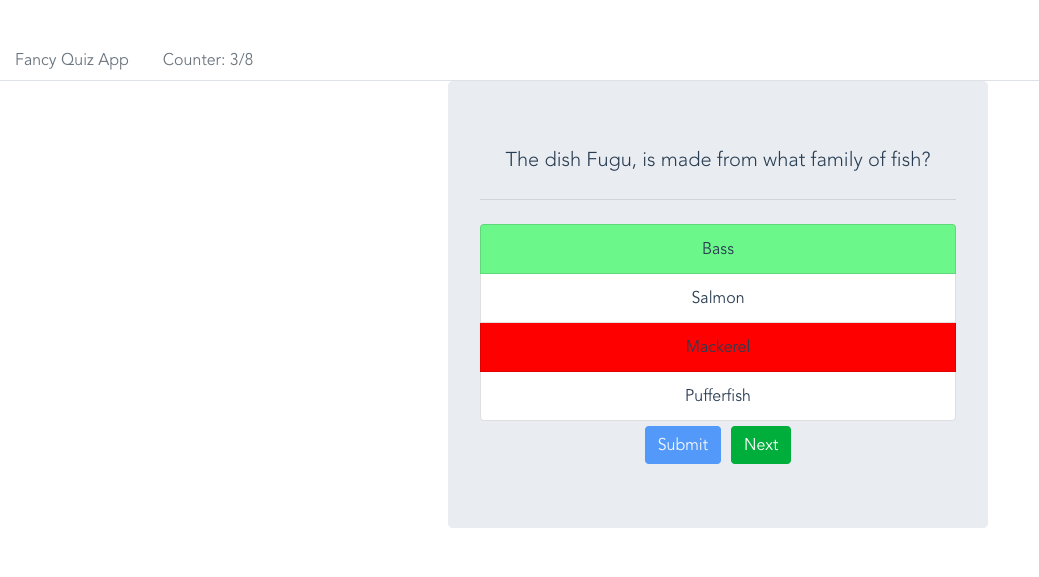 Fancy Quiz App Counter: 3/8
The dish Fugu, is made from what family of fish?
Bass
Salmon
Mackerel
Pufferfish
Submit Next